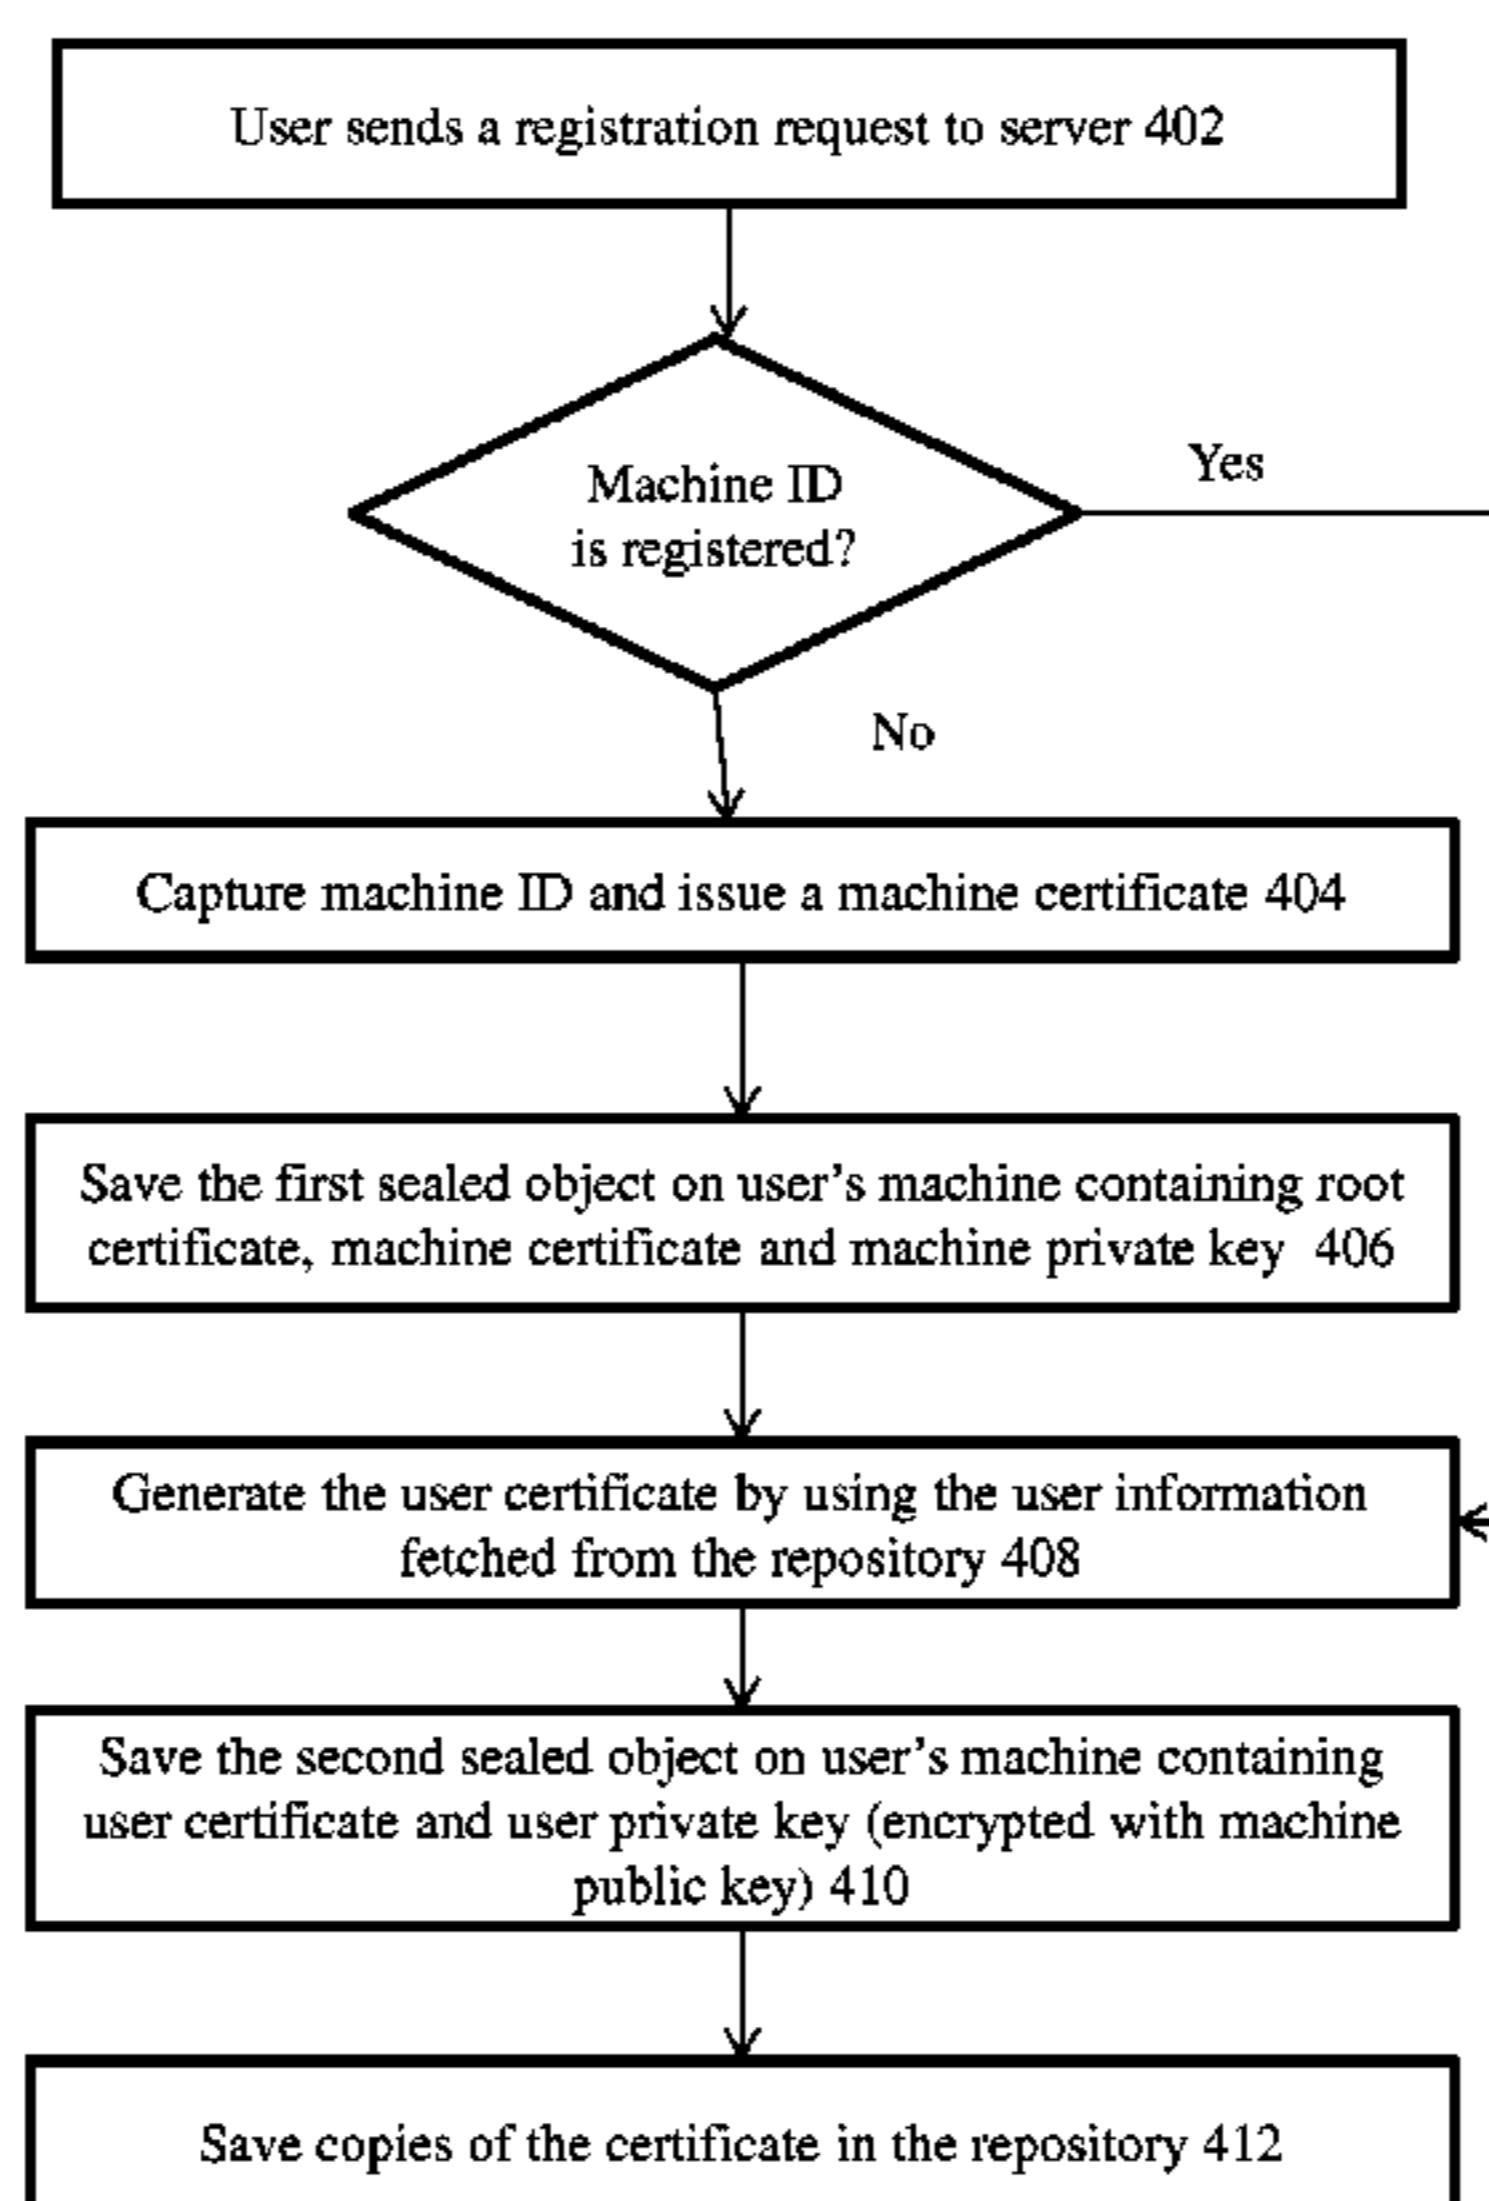 User sends a registration request to server 402
Machine ID
is registered?
Yes
No
Capture machine ID and issue a machine certificate 404
Save the first sealed object on user’s machine containing root
certificate, machine certificate and machine private key 406
Generate the user certificate by using the user information
fetched from the repository 408
Save the second sealed object on user’s machine containing
user certificate and user private key (encrypted with machine
public key) 410
Save copies of the certificate in the repository 412